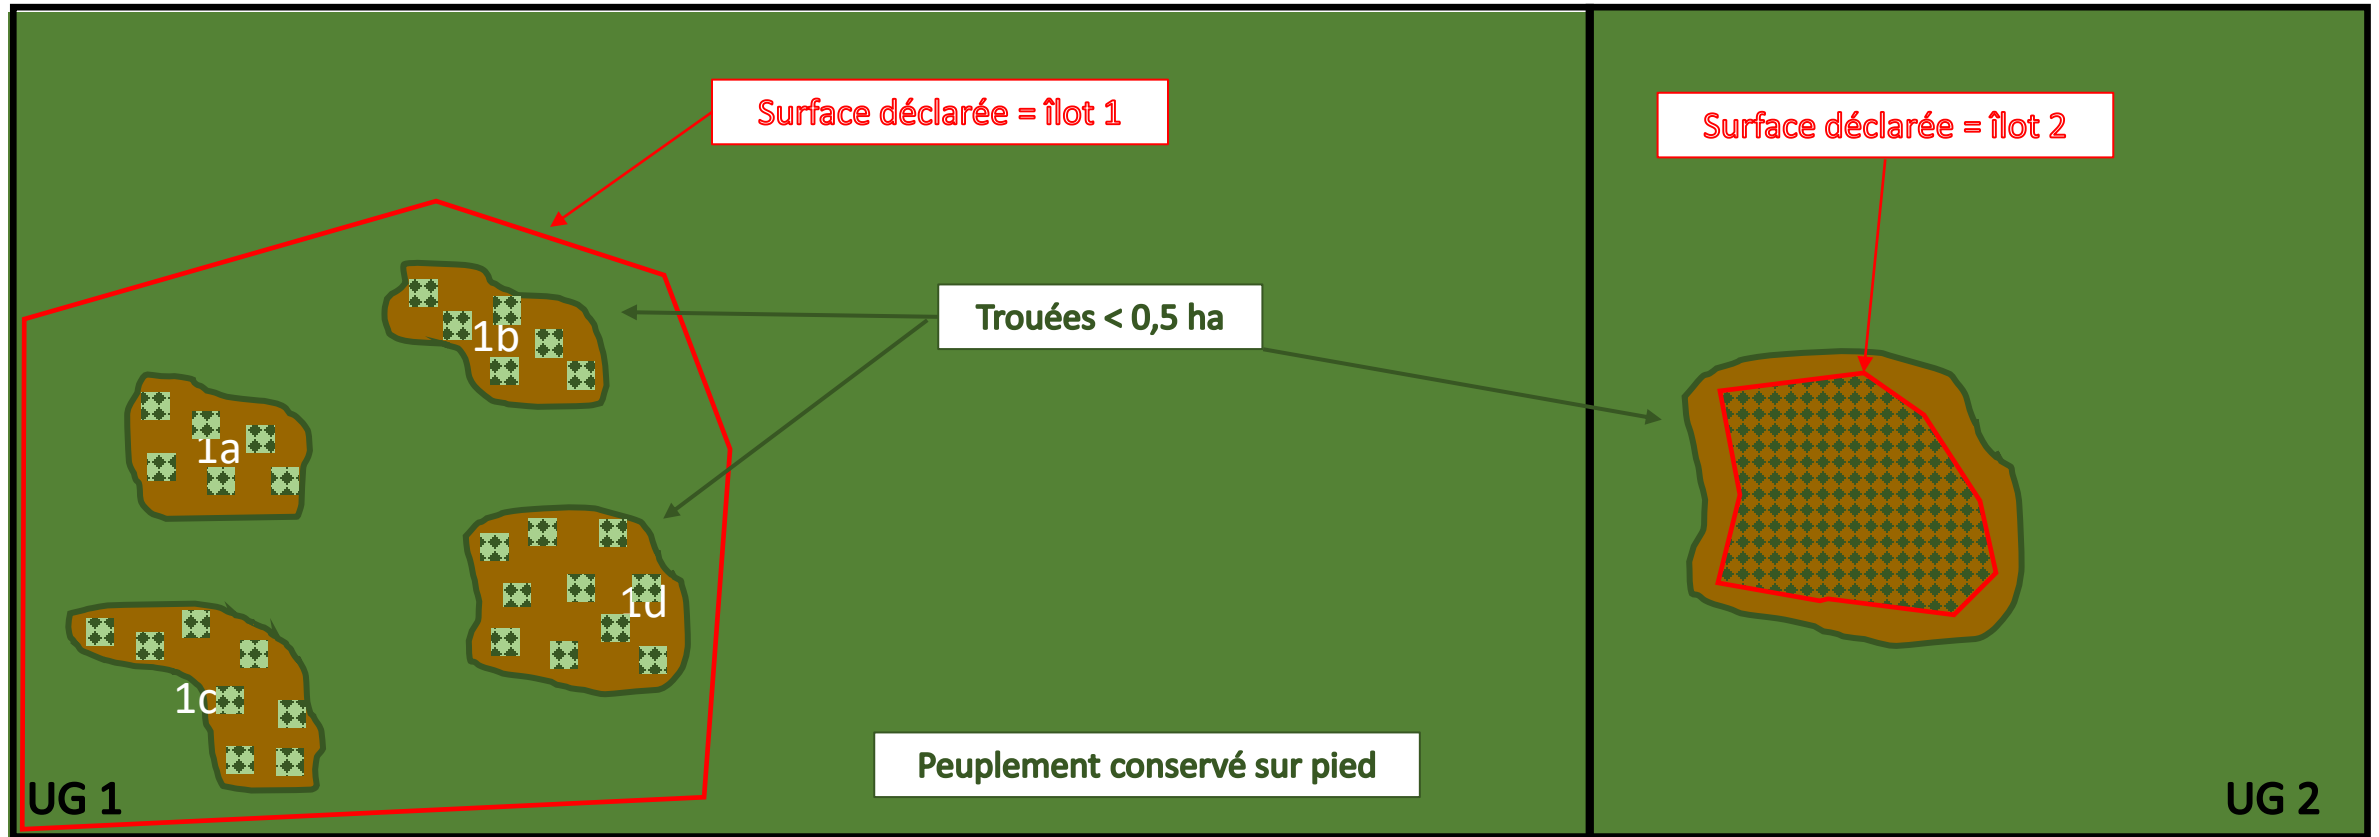 Surface déclarée = îlot 1
Surface déclarée = îlot 2
Trouées < 0,5 ha
1b
1a
1d
1c
Peuplement conservé sur pied
UG 1
UG 2